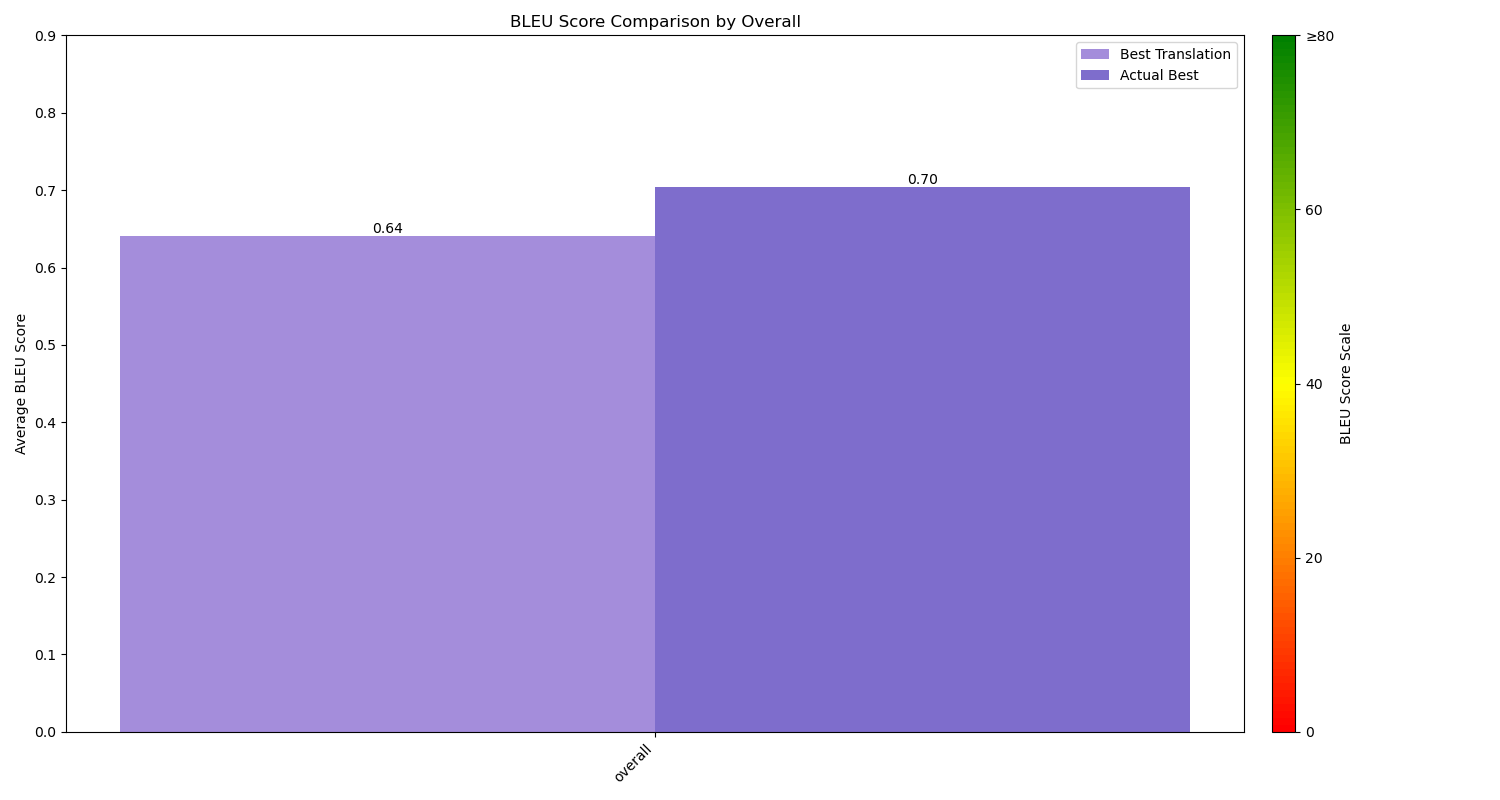 BLEU Score Comparison by Overall
Average BLEU Score
0.9
0.8
0.7
0.6
0.5
0.4
0.3
0.2
0.1
0.0
0.64
0.70
Best Translation
Actual Best
overall
≥80
60
40
20
0
BLEU Score Scale